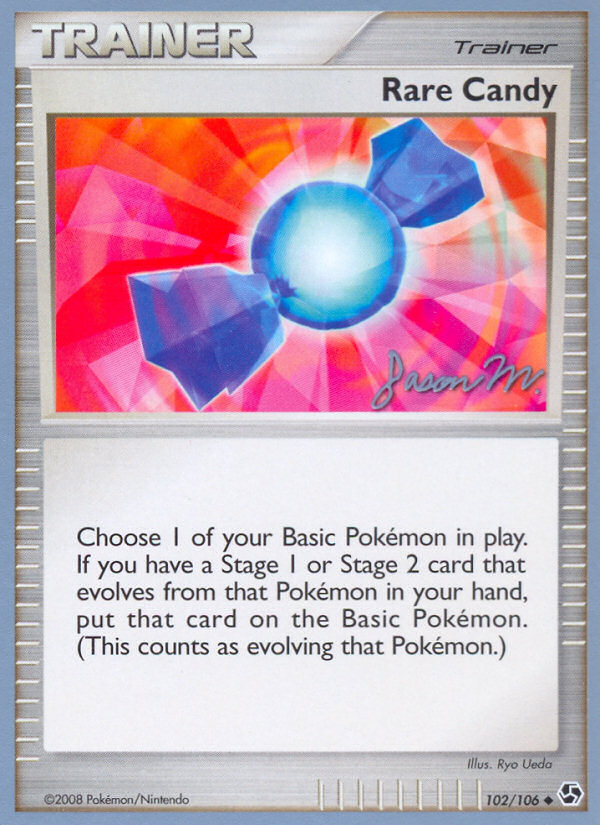 TRAINER
Trainer
Rare Candy
Jason M.
Choose 1 of your Basic Pokémon in play.
If you have a Stage 1 or Stage 2 card that
evolves from that Pokémon in your hand,
put that card on the Basic Pokémon.
(This counts as evolving that Pokémon.)
Illus. Ryo Ueda
©2008 Pokémon/Nintendo
102/106